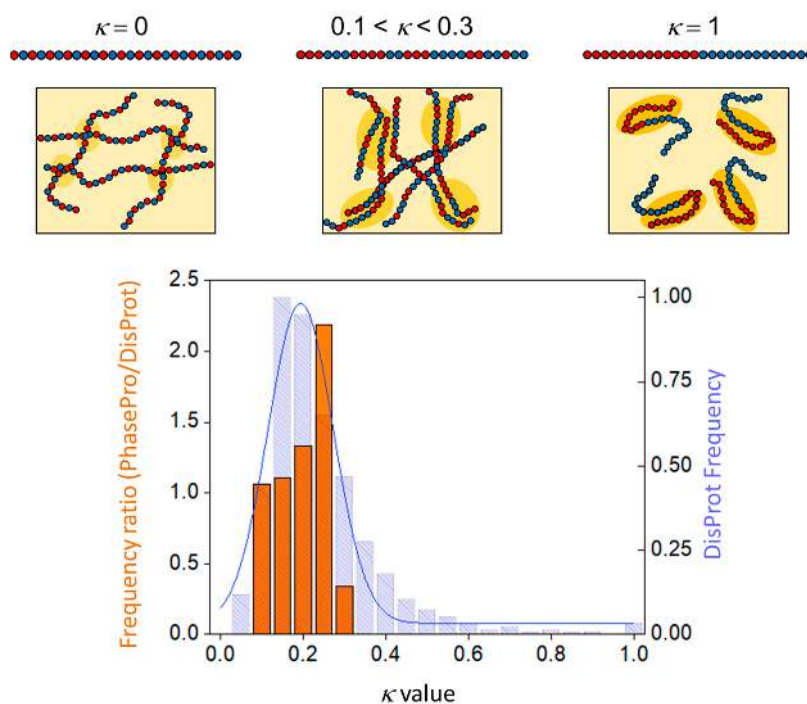 κ = 0
0.1 < κ < 0.3
κ = 1
Frequency ratio (PhasePro/DisProt)
2.5
2.0
1.5
1.0
0.5
0.0
0.0
0.2
0.4
0.6
0.8
1.0
κ value
1.00
0.75
0.50
0.25
0.00
DisProt Frequency